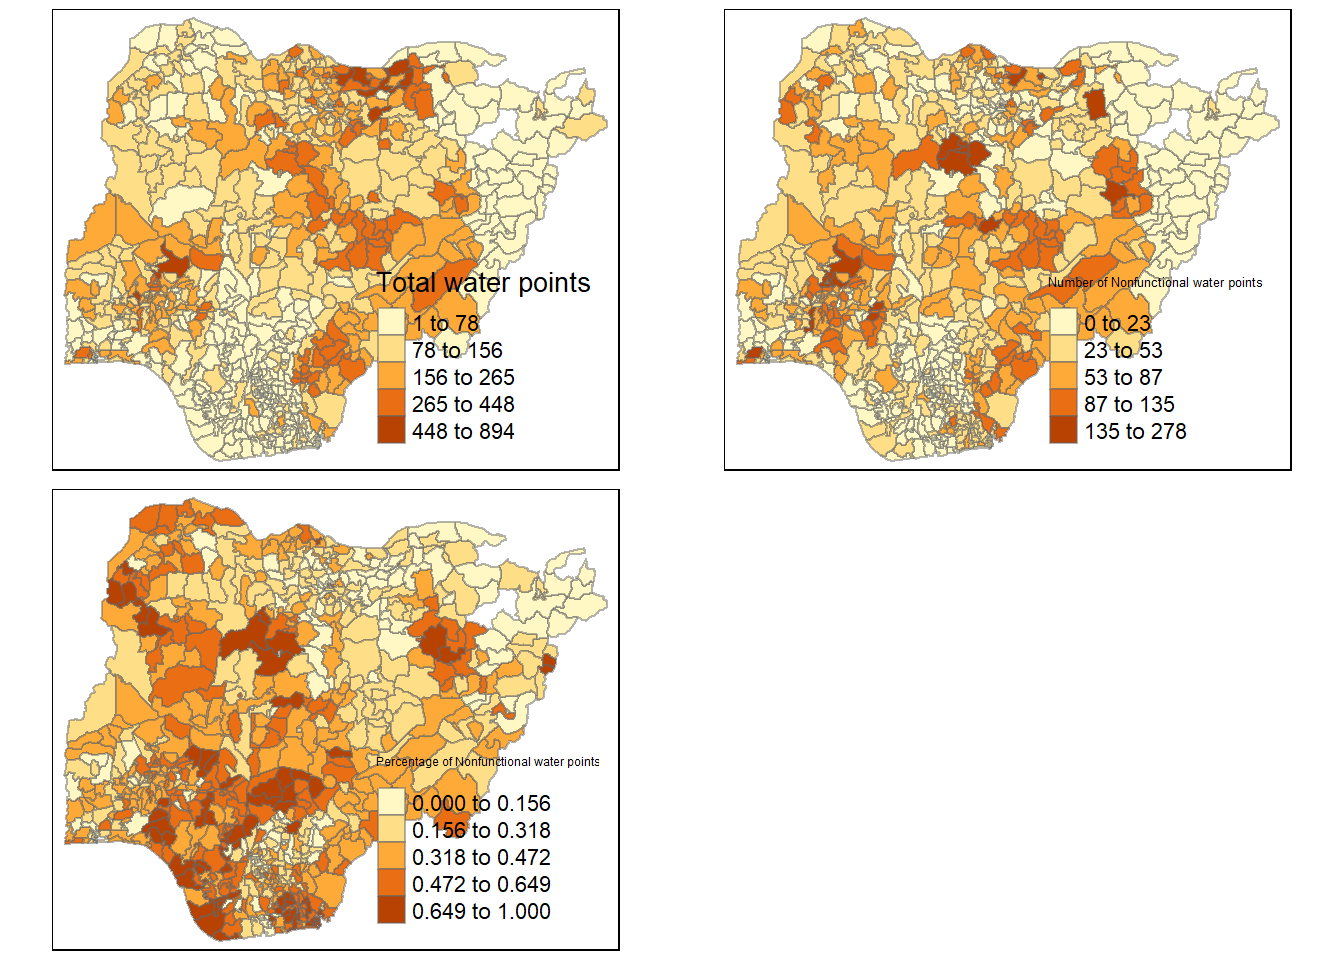 Total water points
1 to 78
78 to 156
156 to 265
265 to 448
448 to 894
Number of Nonfunctional water points
0 to 23
23 to 53
53 to 87
87 to 135
135 to 278
Percentage of Nonfunctional water points
0.000 to 0.156
0.156 to 0.318
0.318 to 0.472
0.472 to 0.649
0.649 to 1.000